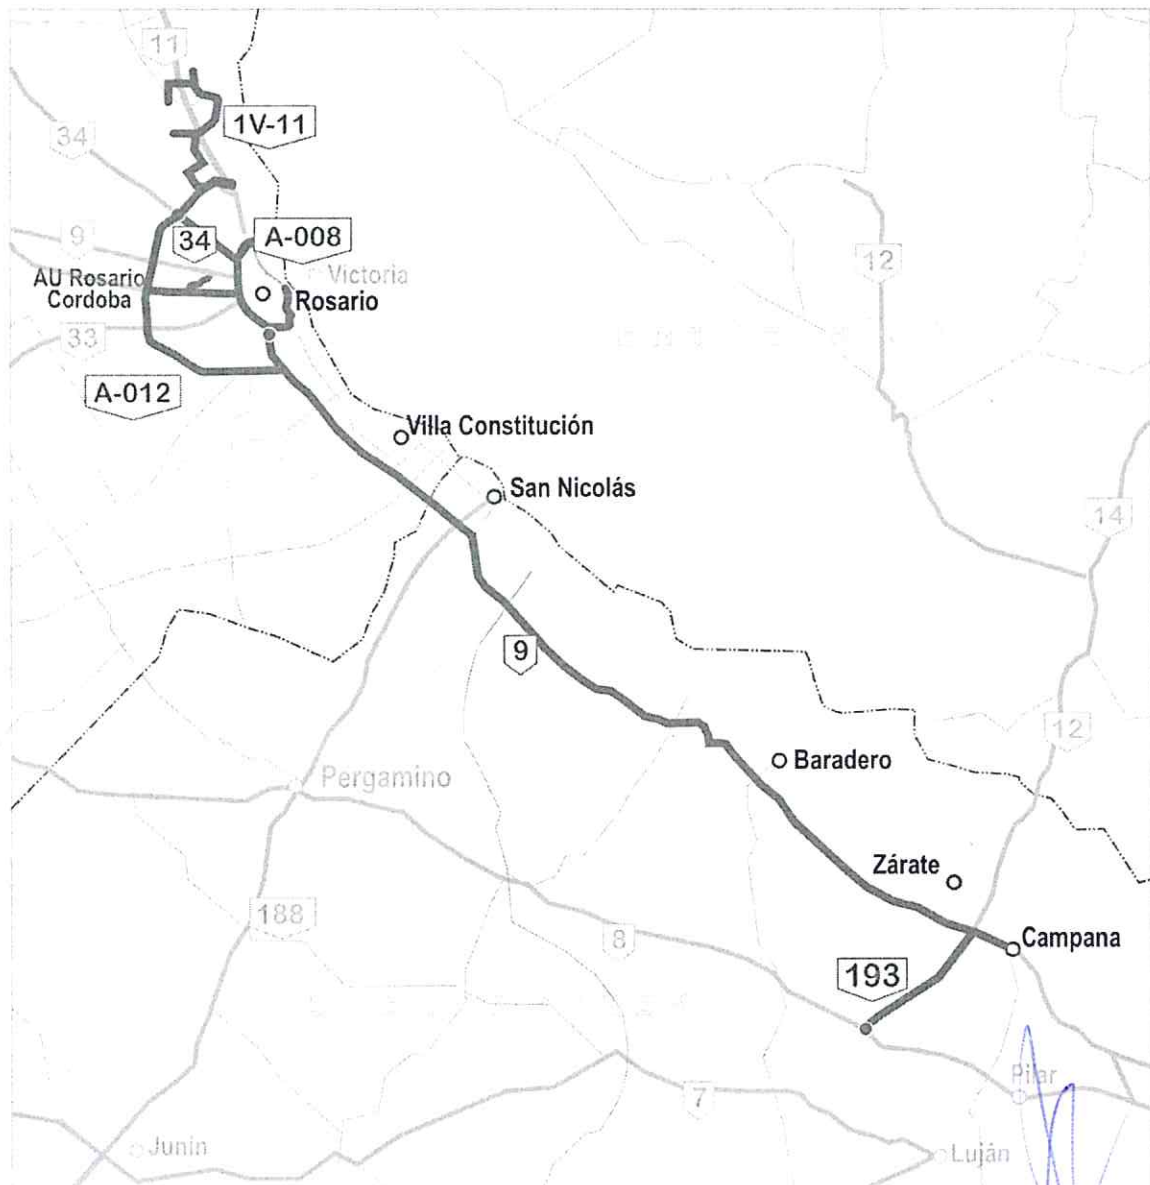 11
1V-11
34
34
A-008
9
Victoria
AU Rosario
Cordoba
Rosario
12
33
A-012
Villa Constitución
San Nicolás
14
9
12
Baradero
Pergamino
Zárate
188
8
Campana
193
Pilar
7
Junin
Luján